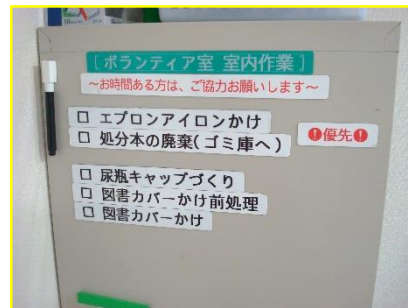 ［ボランティア室 室内作業］
～お時間ある方は、ご協力お願いします～
□ エプロンアイロンかけ
□ 処分本の廃棄(ゴミ庫へ)
❗優先❗
□ 尿瓶キャップづくり
□ 図書カバーかけ前処理
□ 図書カバーかけ